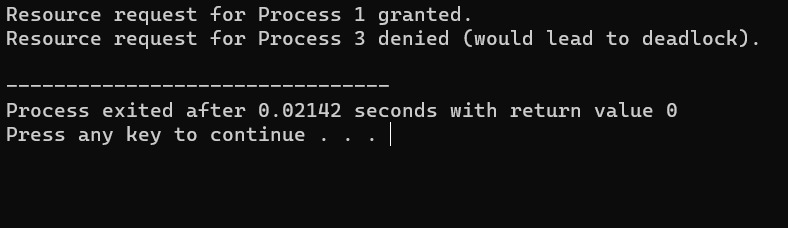 Resource request for Process 1 granted.
Resource request for Process 3 denied (would lead to deadlock).
--------------------------------
Process exited after 0.02142 seconds with return value 0
Press any key to continue . . .